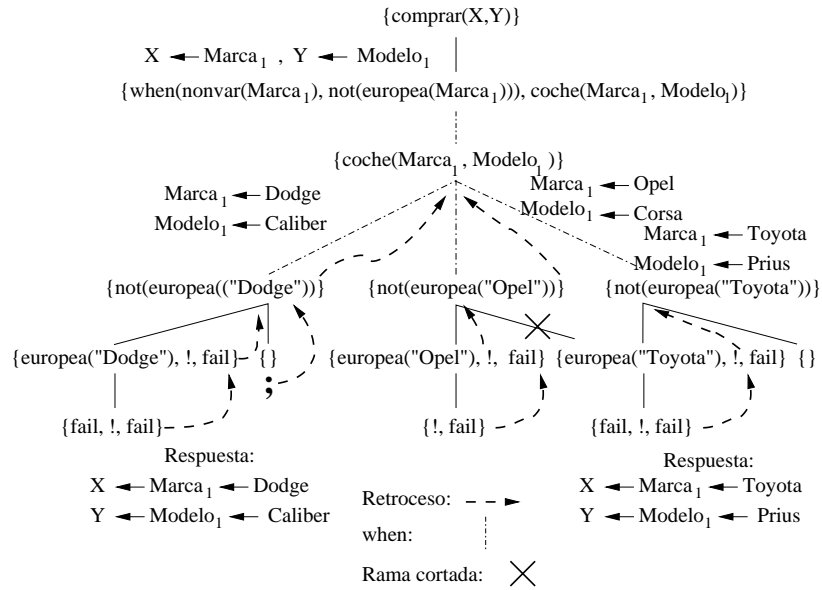 {comprar(X,Y)}
X ← Marca₁ , Y ← Modelo₁
{when(nonvar(Marca₁), not(europea(Marca₁))), coche(Marca₁, Modelo₁)}
{coche(Marca₁, Modelo₁)}
Marca₁ ← Dodge
Modelo₁ ← Caliber
Marca₁ ← Opel
Modelo₁ ← Corsa
Marca₁ ← Toyota
Modelo₁ ← Prius
{not(europea(("Dodge"))} {not(europea("Opel"))} {not(europea("Toyota"))}
{europea("Dodge"), !, fail} {} {europea("Opel"), !, fail} {europea("Toyota"), !, fail} {}
;
{fail, !, fail} {!, fail} {fail, !, fail}
Respuesta:
X ← Marca₁ ← Dodge
Y ← Modelo₁ ← Caliber
Respuesta:
X ← Marca₁ ← Toyota
Y ← Modelo₁ ← Prius
Retroceso:
when:
Rama cortada: